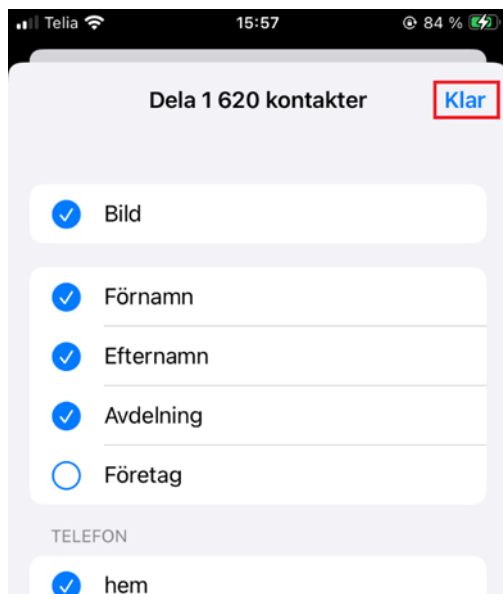 Telia 15:57 84 %
Dela 1 620 kontakter Klar
Bild
Förnamn
Efternamn
Avdelning
Företag
TELEFON
hem